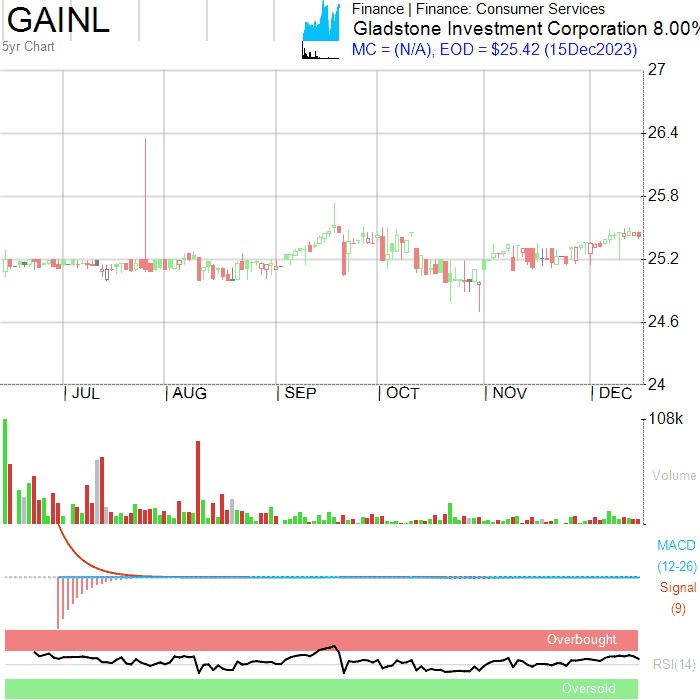 GAINL
5yr Chart
Finance | Finance: Consumer Services
Gladstone Investment Corporation 8.00%
MC = (N/A), EOD = $25.42 (15Dec2023)
27
26.4
25.8
25.2
24.6
24
| JUL | AUG | SEP | OCT | NOV | DEC
108k
Volume
MACD
(12-26)
Signal
(9)
Overbought
RSI(14)
Oversold